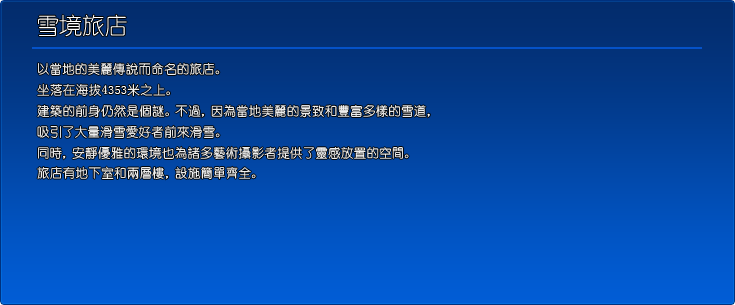 雪境旅店
以當地的美麗傳說而命名的旅店。
坐落在海拔4353米之上。
建築的前身仍然是個謎。不過，因為當地美麗的景致和豐富多樣的雪道，
吸引了大量滑雪愛好者前來滑雪。
同時，安靜優雅的環境也為諸多藝術攝影者提供了靈感放置的空間。
旅店有地下室和兩層樓，設施簡單齊全。